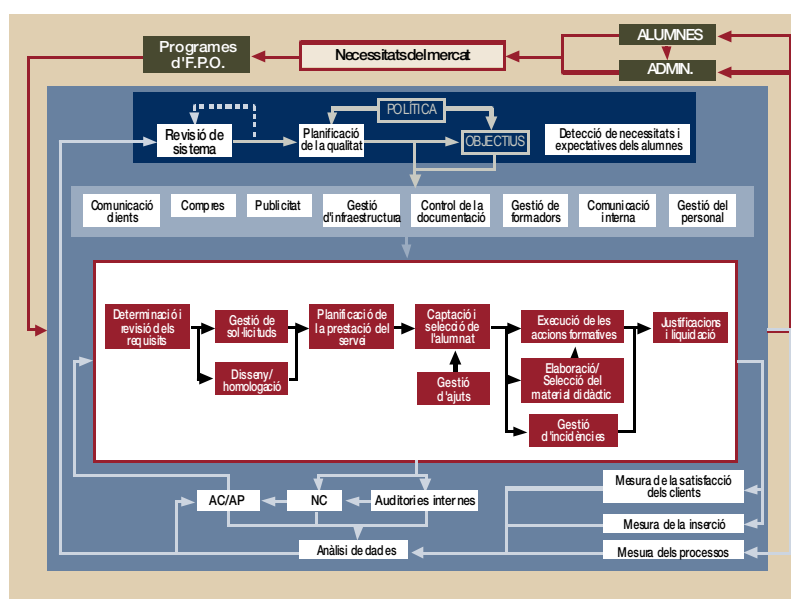 Programes
d'F.P.O.
Necessitats del mercat
ALUMNES
ADMIN.
POLÍTICA
Revisió de
sistema
Planificació
de la qualitat
OBJECTIUS
Detecció de necessitats i
expectatives dels alumnes
Comunicació
clients
Compres
Publicitat
Gestió
d'infraestructura
Control de la
documentació
Gestió de
formadors
Comunicació
interna
Gestió del
personal
Determinació i
revisió dels
requisits
Gestió de
sol·licituds
Disseny/
homologació
Planificació de
la prestació del
servei
Captació i
selecció de
l'alumnat
Gestió
d'ajuts
Execució de les
accions formatives
Elaboració/
Selecció del
material didàctic
Gestió
d'incidències
Justificacions
i liquidació
AC/AP
NC
Auditories internes
Anàlisi de dades
Mesura de la satisfacció
dels clients
Mesura de la inserció
Mesura dels processos